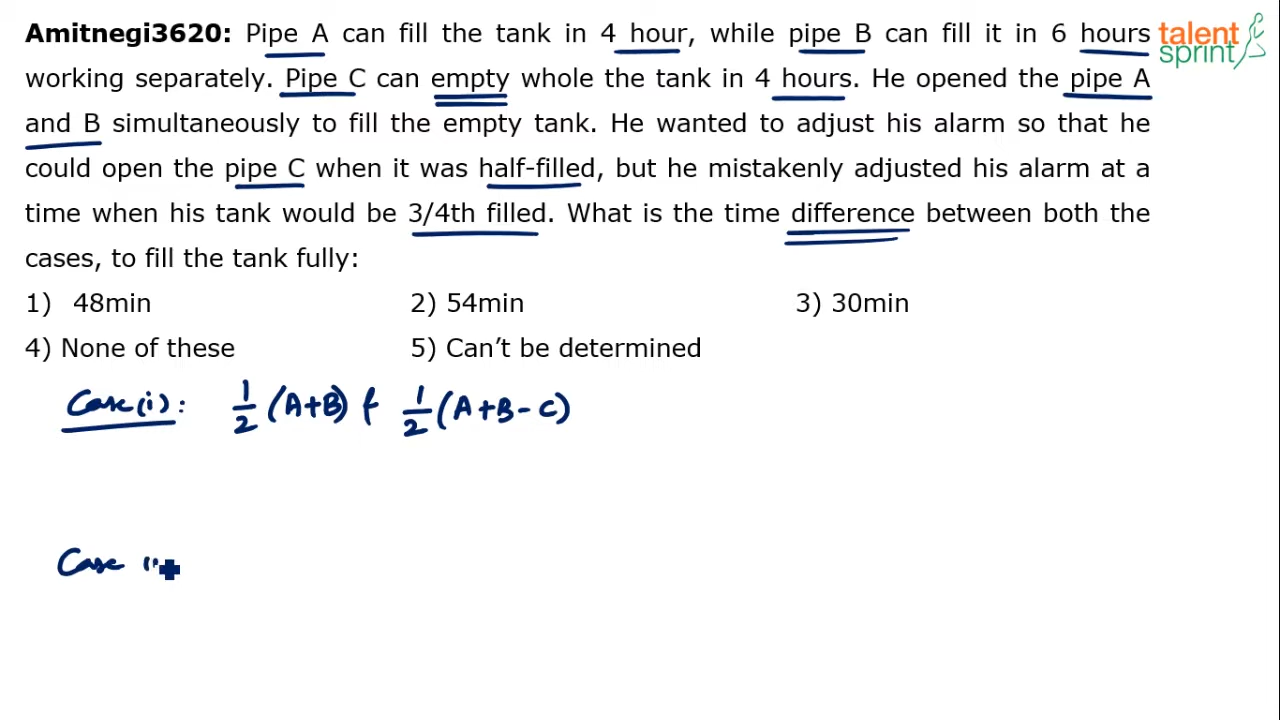 Amitnegi3620: Pipe A can fill the tank in 4 hour, while pipe B can fill it in 6 hours
talent
sprint
working separately. Pipe C can empty whole the tank in 4 hours. He opened the pipe A
and B simultaneously to fill the empty tank. He wanted to adjust his alarm so that he
could open the pipe C when it was half-filled, but he mistakenly adjusted his alarm at a
time when his tank would be 3/4th filled. What is the time difference between both the
cases, to fill the tank fully:
1) 48min 2) 54min 3) 30min
4) None of these 5) Can’t be determined
Case(i): 1/2 (A+B) + 1/2 (A+B-C)
Case